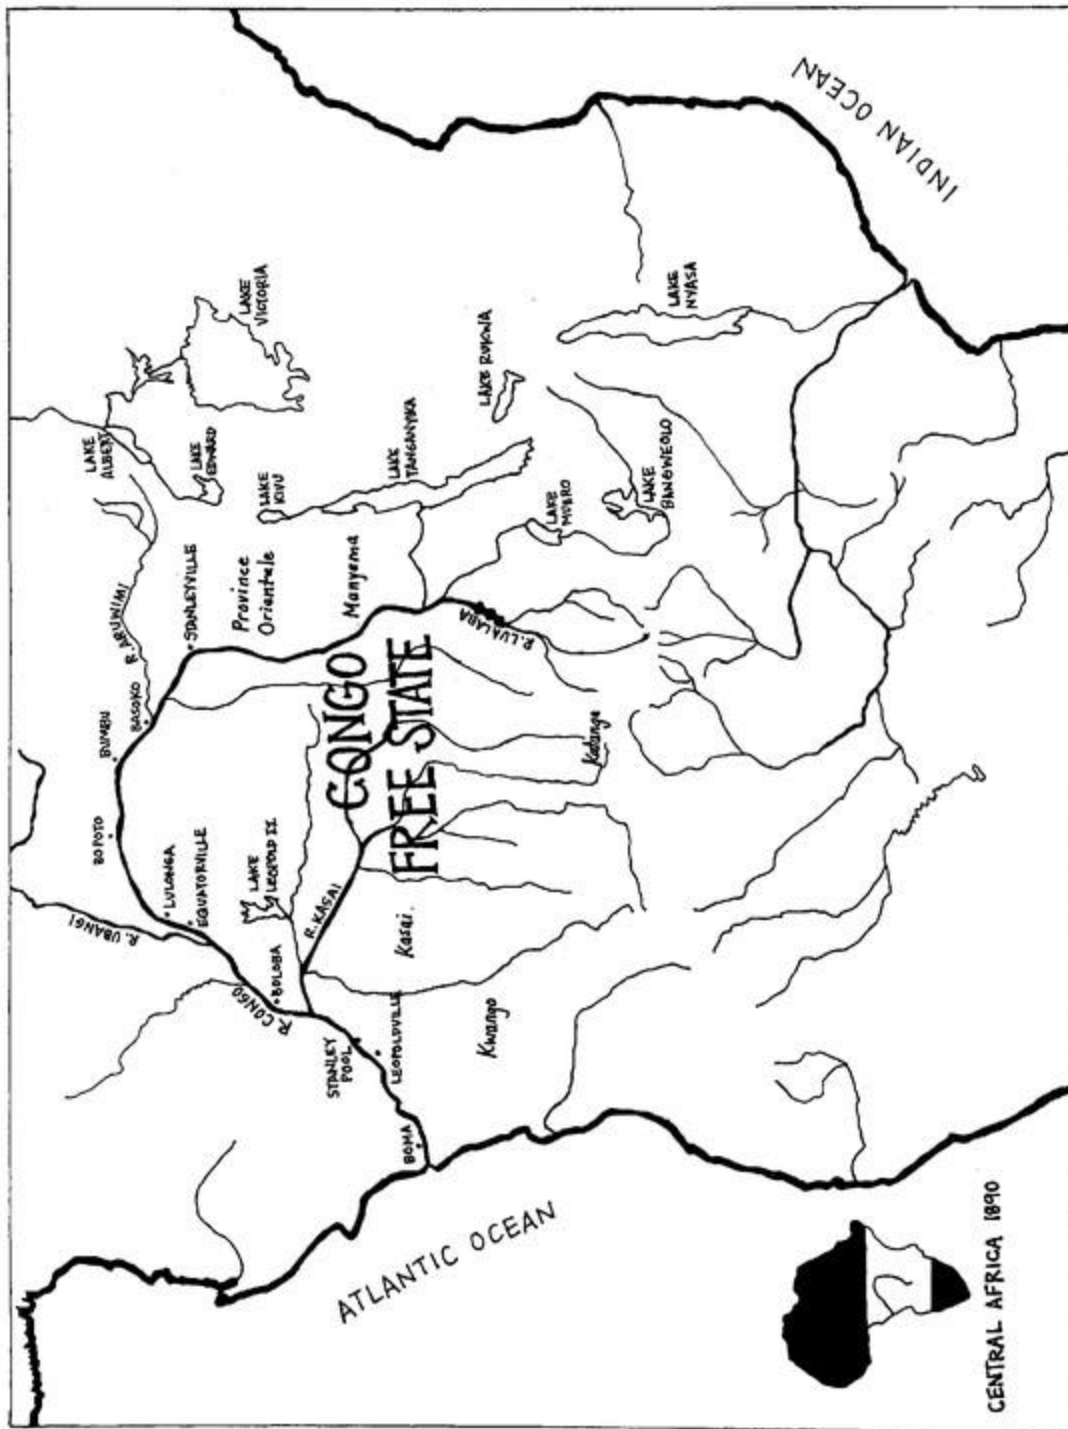 R. UBANGI
BOPOTO
BUMBU
BASOKO
R. ARUWIMI
STANLEYVILLE
LAKE
ALBERT
LAKE
EDWARD
LAKE
VICTORIA
LULONGA
EQUATORVILLE
Province
Orientale
LAKE
KIVU
R. CONGO
BOLOBA
LAKE
LEOPOLD II
CONGO
FREE STATE
Manyema
LAKE
TANGANYIKA
STANLEY
POOL
LEOPOLDVILLE
R. KASAI
Kasai.
R. LUALABA
LAKE RUKWA
BOMA
Kwango
Katanga
LAKE
MUERO
LAKE
BANGWEOLO
LAKE
NYASA
ATLANTIC OCEAN
INDIAN OCEAN
CENTRAL AFRICA 1890